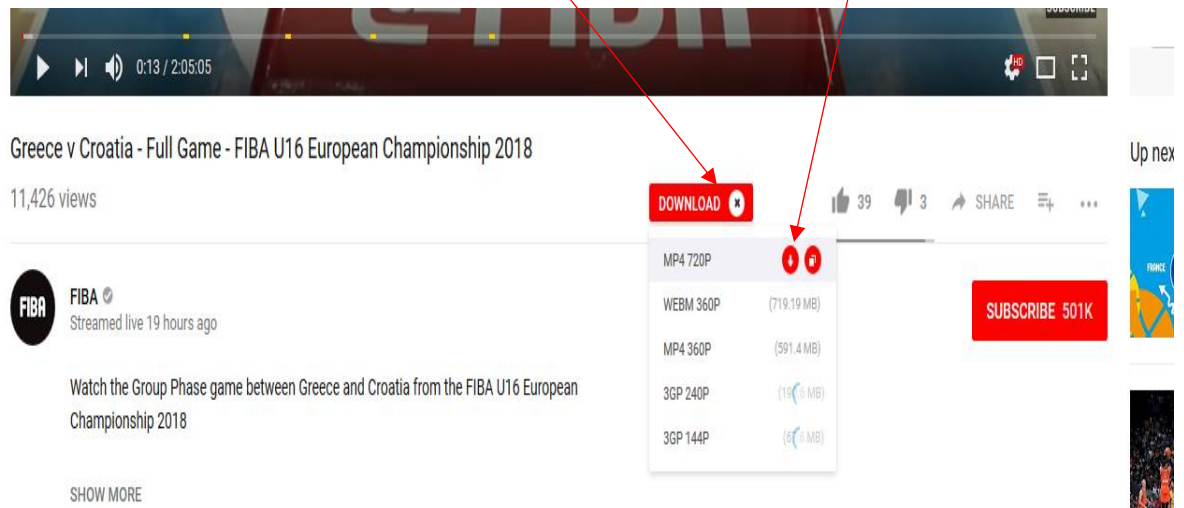 SUBSCRIBE
0:13 / 2:05:05
HD
Greece v Croatia - Full Game - FIBA U16 European Championship 2018
Up nex
11,426 views
DOWNLOAD
39
3
SHARE
MP4 720P
WEBM 360P (719.19 MB)
MP4 360P (591.4 MB)
3GP 240P
3GP 144P
FIBA
FIBA
Streamed live 19 hours ago
SUBSCRIBE 501K
FRANCE
Watch the Group Phase game between Greece and Croatia from the FIBA U16 European
Championship 2018
SHOW MORE